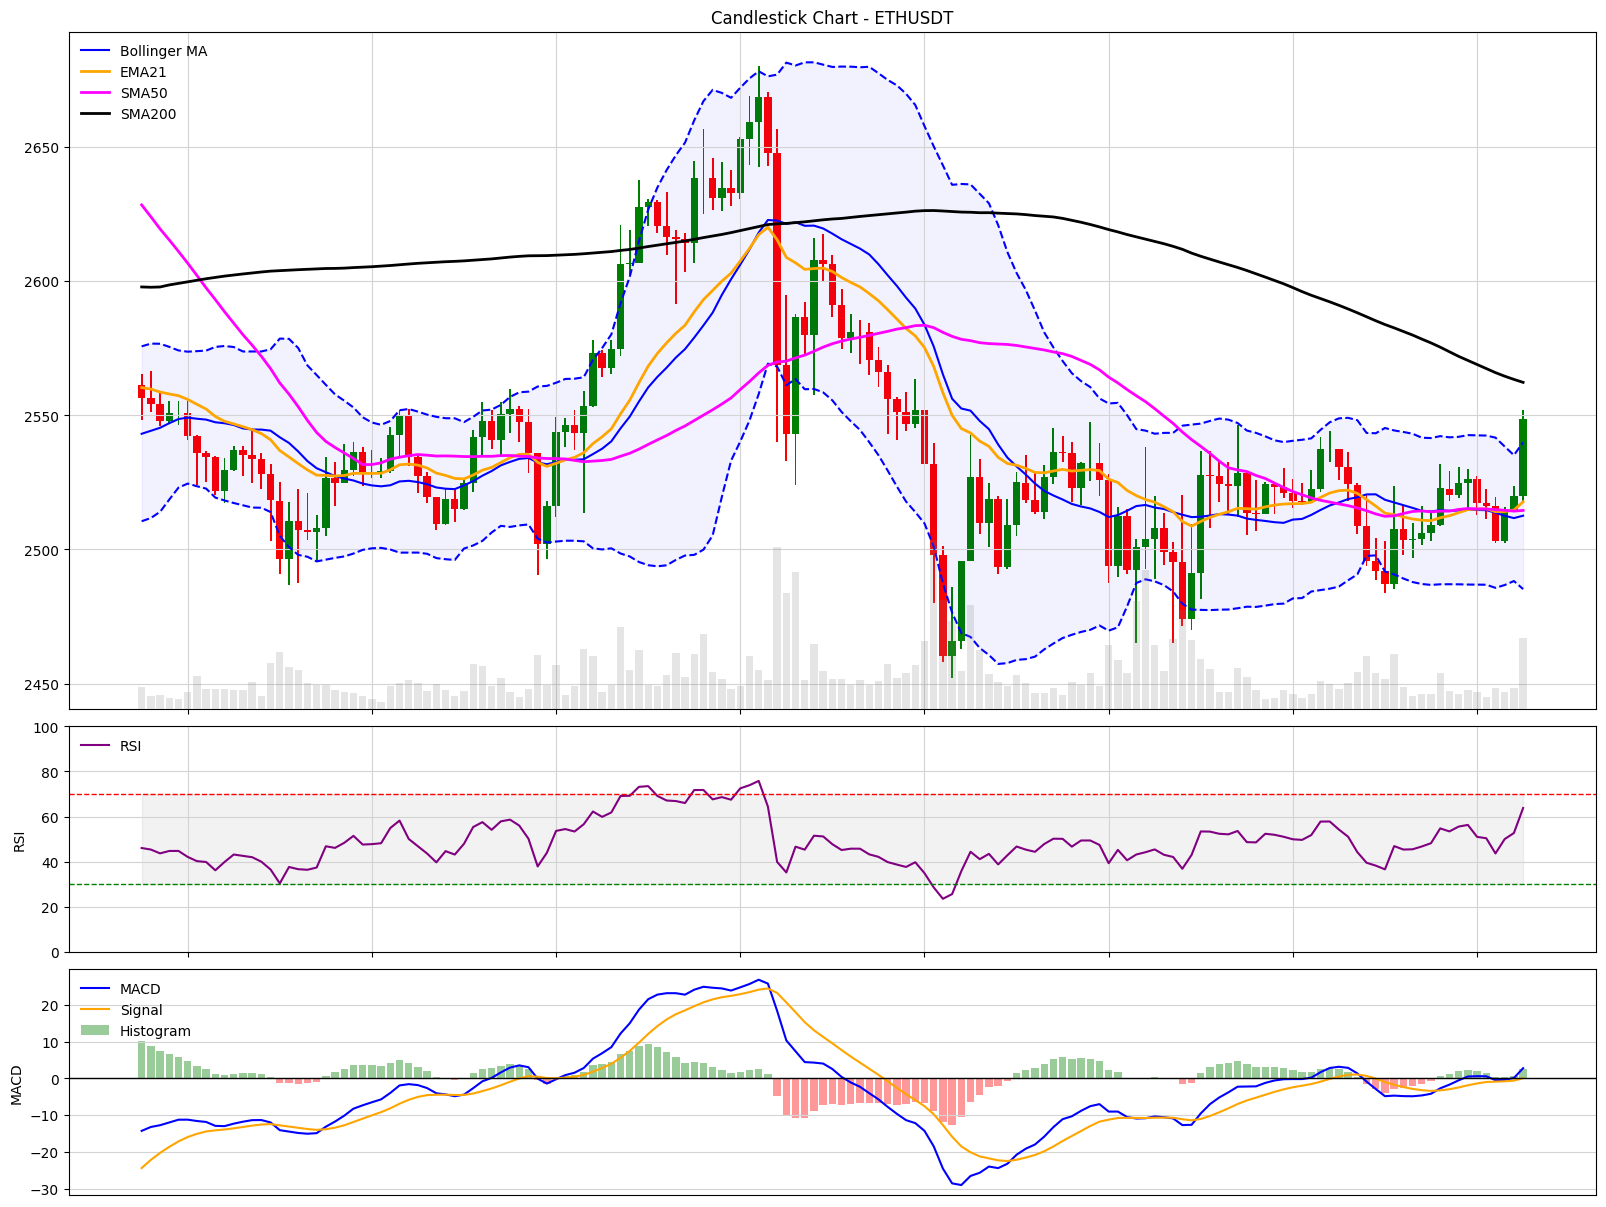 Candlestick Chart - ETHUSDT
Bollinger MA
EMA21
SMA50
SMA200
2650
2600
2550
2500
2450
RSI
100
80
60
40
20
0
RSI
MACD
Signal
Histogram
20
10
0
−10
−20
−30
MACD